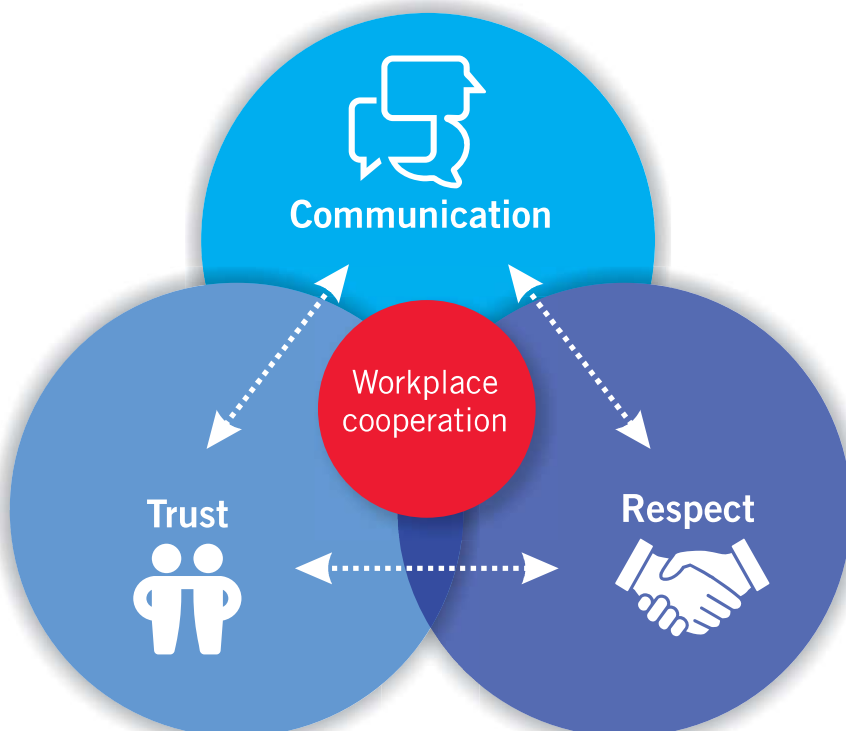 Communication
Workplace
cooperation
Trust
Respect